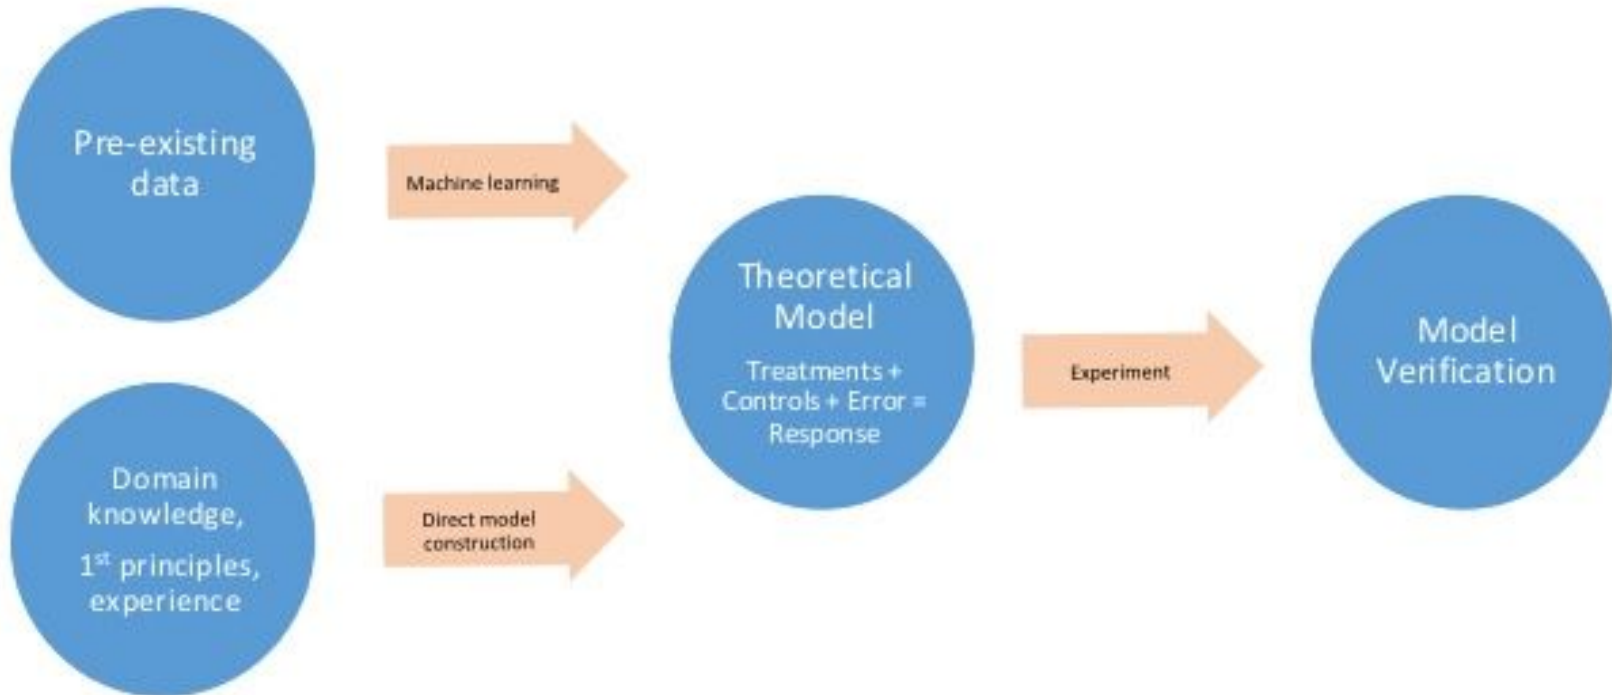 Pre-existing
data
Machine learning
Domain
knowledge,
1st principles,
experience
Direct model
construction
Theoretical
Model
Treatments +
Controls + Error =
Response
Experiment
Model
Verification